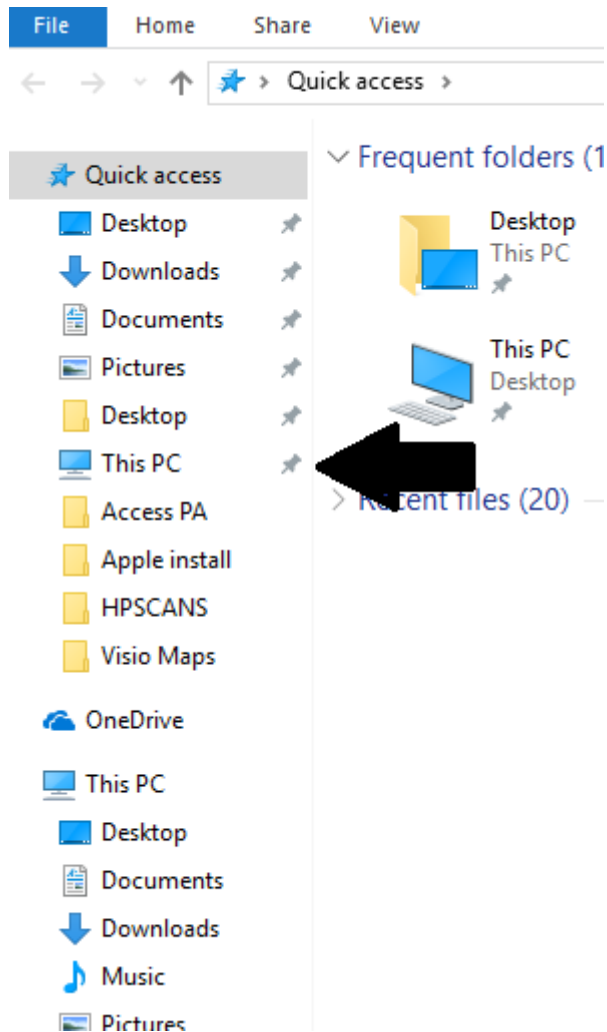 File Home Share View
Quick access
Quick access
Desktop
Downloads
Documents
Pictures
Desktop
This PC
Access PA
Apple install
HPSCANS
Visio Maps
OneDrive
This PC
Desktop
Documents
Downloads
Music
Pictures
Frequent folders (1
Desktop
This PC
This PC
Desktop
Recent files (20)